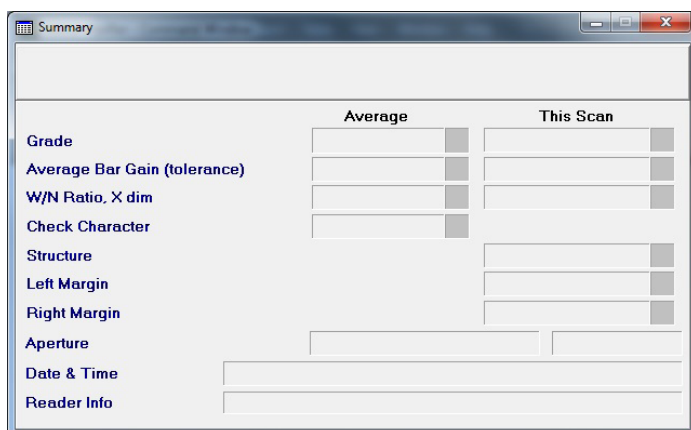 Summary
Average This Scan
Grade
Average Bar Gain (tolerance)
W/N Ratio, X dim
Check Character
Structure
Left Margin
Right Margin
Aperture
Date & Time
Reader Info